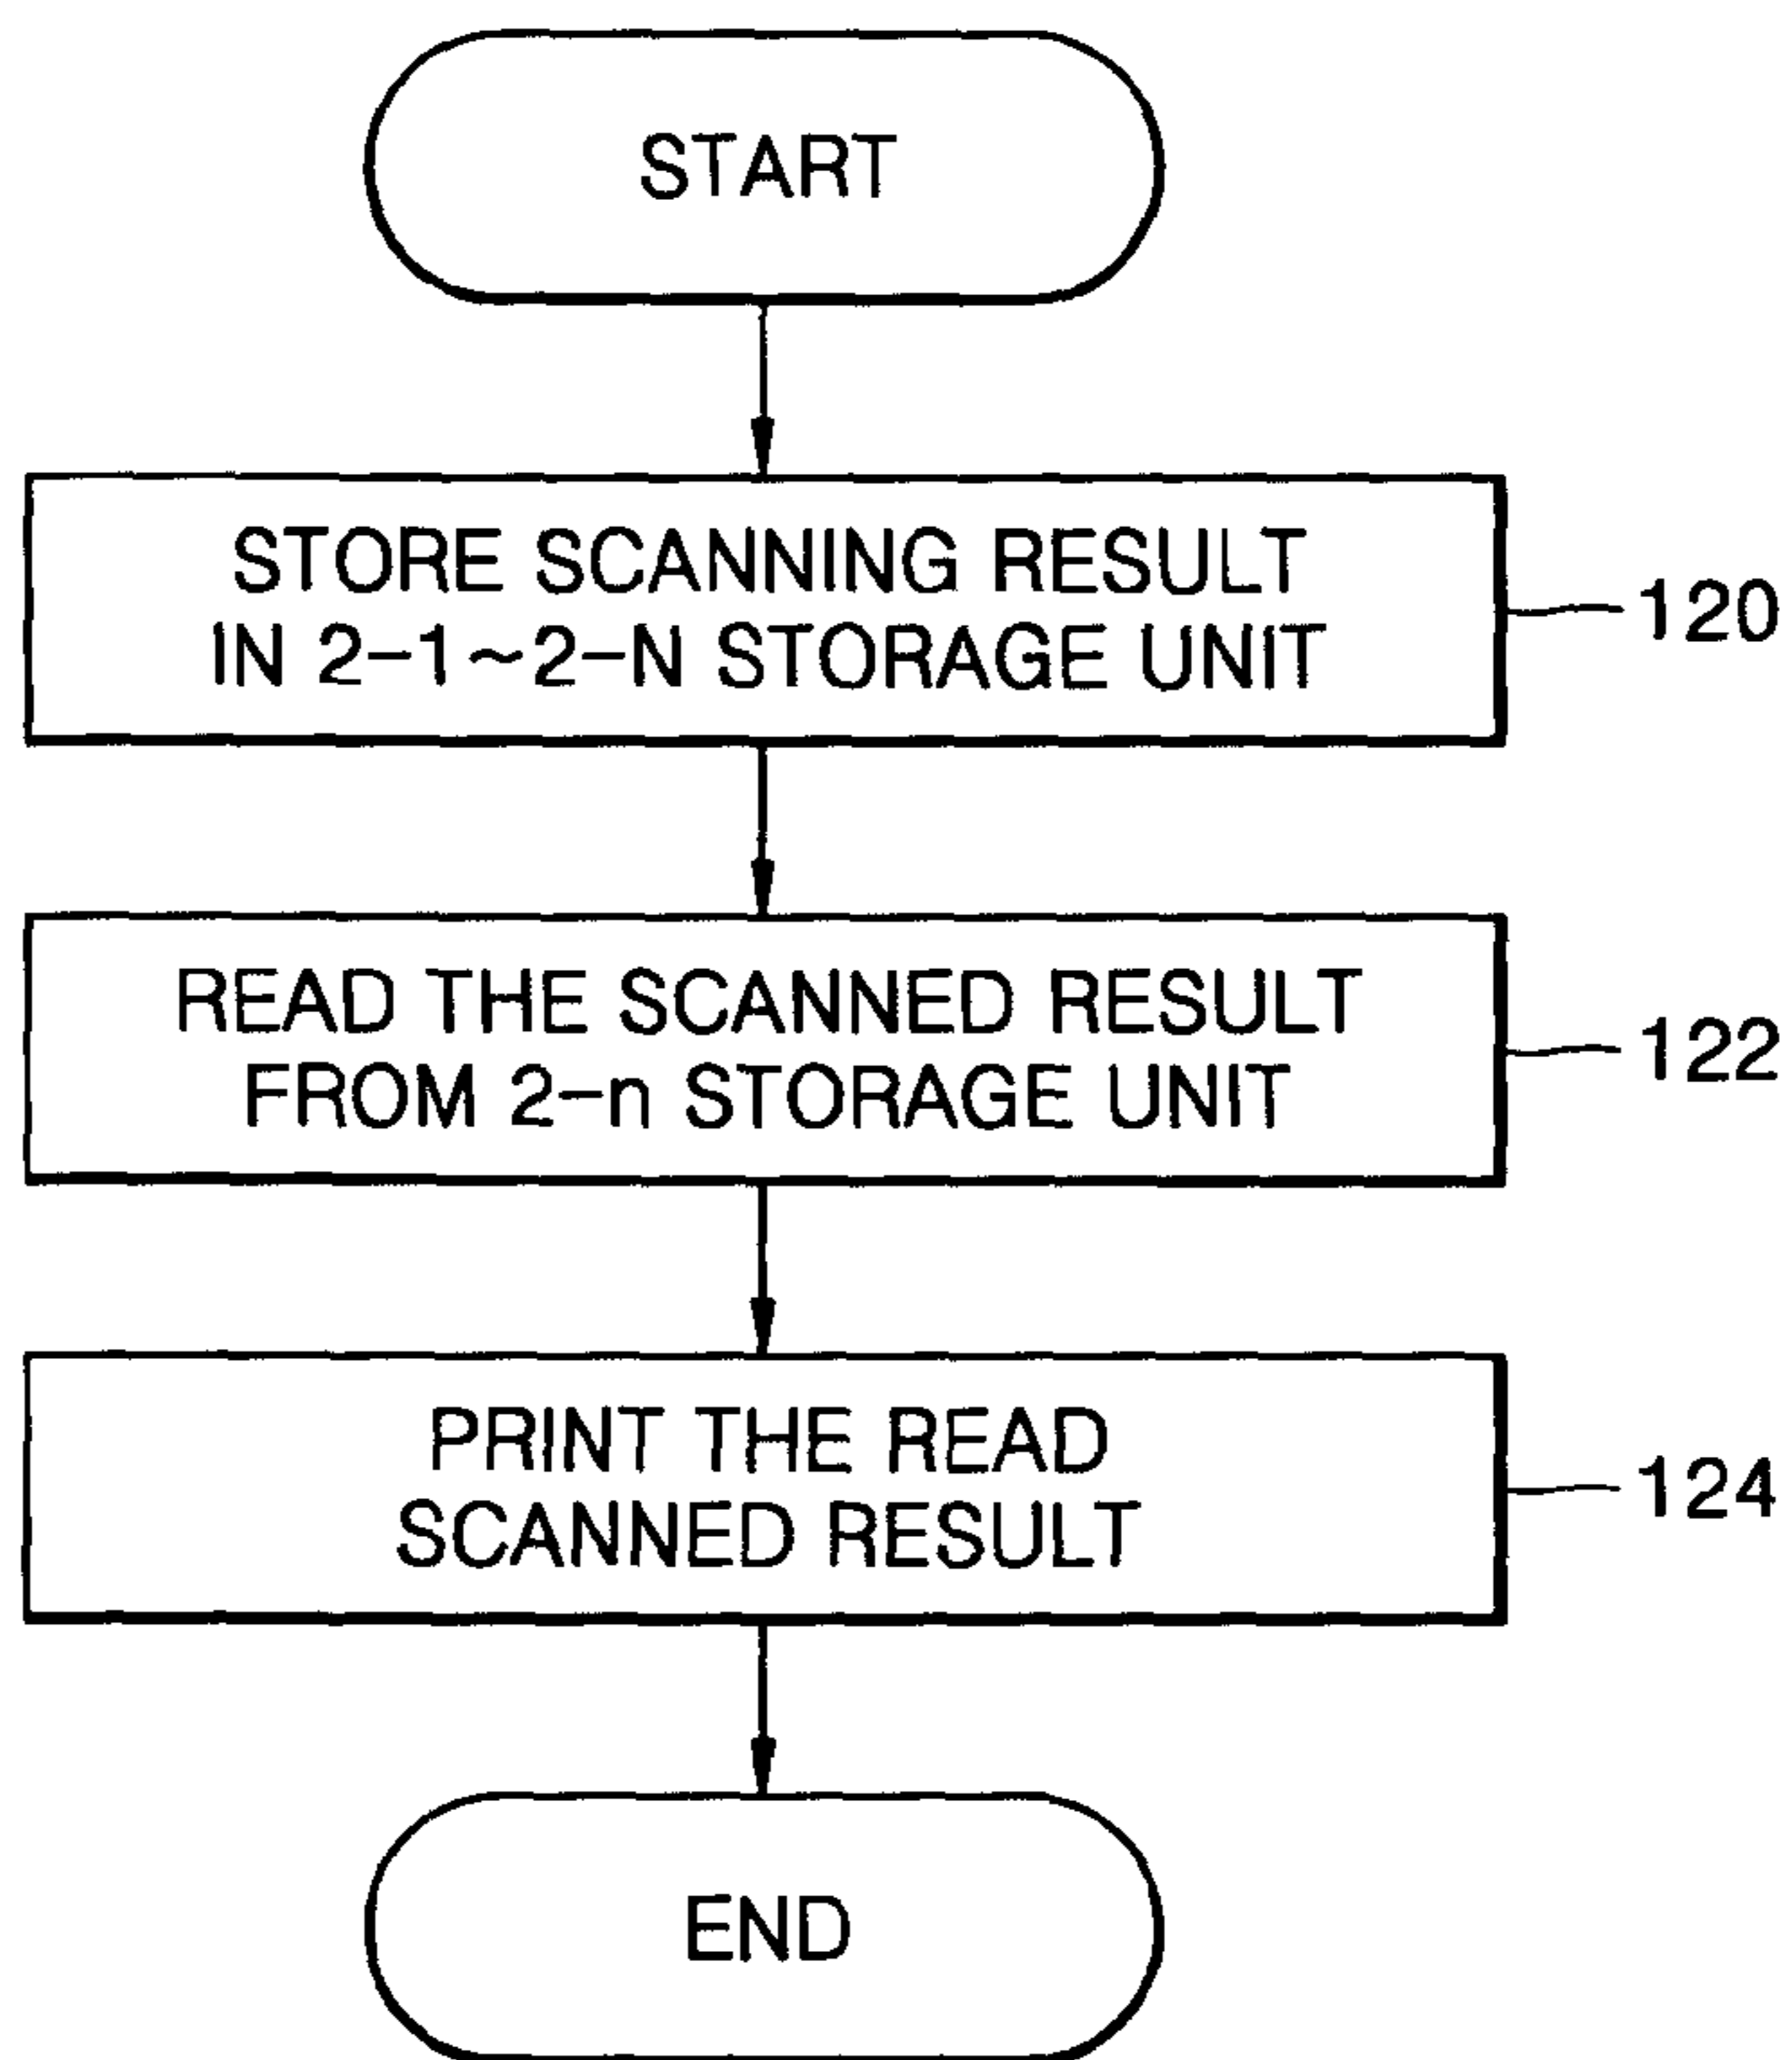 START
STORE SCANNING RESULT
IN 2-1~2-N STORAGE UNIT
120
READ THE SCANNED RESULT
FROM 2-n STORAGE UNIT
122
PRINT THE READ
SCANNED RESULT
124
END